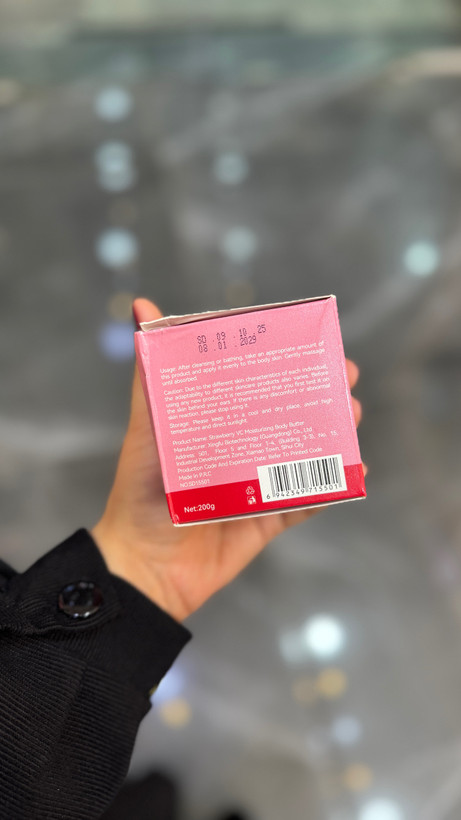 SD 09 . 10 . 25
08 . 01 . 2029
Usage: After cleansing or bathing, take an appropriate amount of
this product and apply it evenly to the body skin. Gently massage
until absorbed.
Caution: Due to the different skin characteristics of each individual,
the adaptability to different skincare products also varies. Before
using any new product, it is recommended that you first test it on
the skin behind your ears. If there is any discomfort or abnormal
skin reaction, please stop using it.
Storage: Please keep it in a cool and dry place, avoid high
temperature and direct sunlight.
Product Name: Strawberry VC Moisturizing Body Butter
Manufacturer: Xingfu Biotechnology (Guangdong) Co., Ltd
Address: 501, Floor 5 and Floor 1-4, Building 3-3, No. 19,
Industrial Development Zone, Xiannei Town, Sihui City
Production Code And Expiration Date: Refer To Printed Code
Made In P.R.C
6942349715501
Net:200g